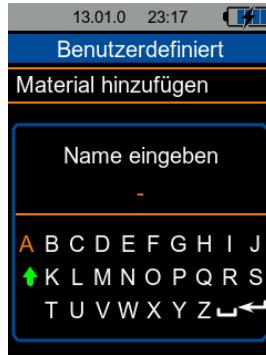 13.01.0 23:17
Benutzerdefiniert
Material hinzufügen
Name eingeben
-
A B C D E F G H I J
K L M N O P Q R S
T U V W X Y Z